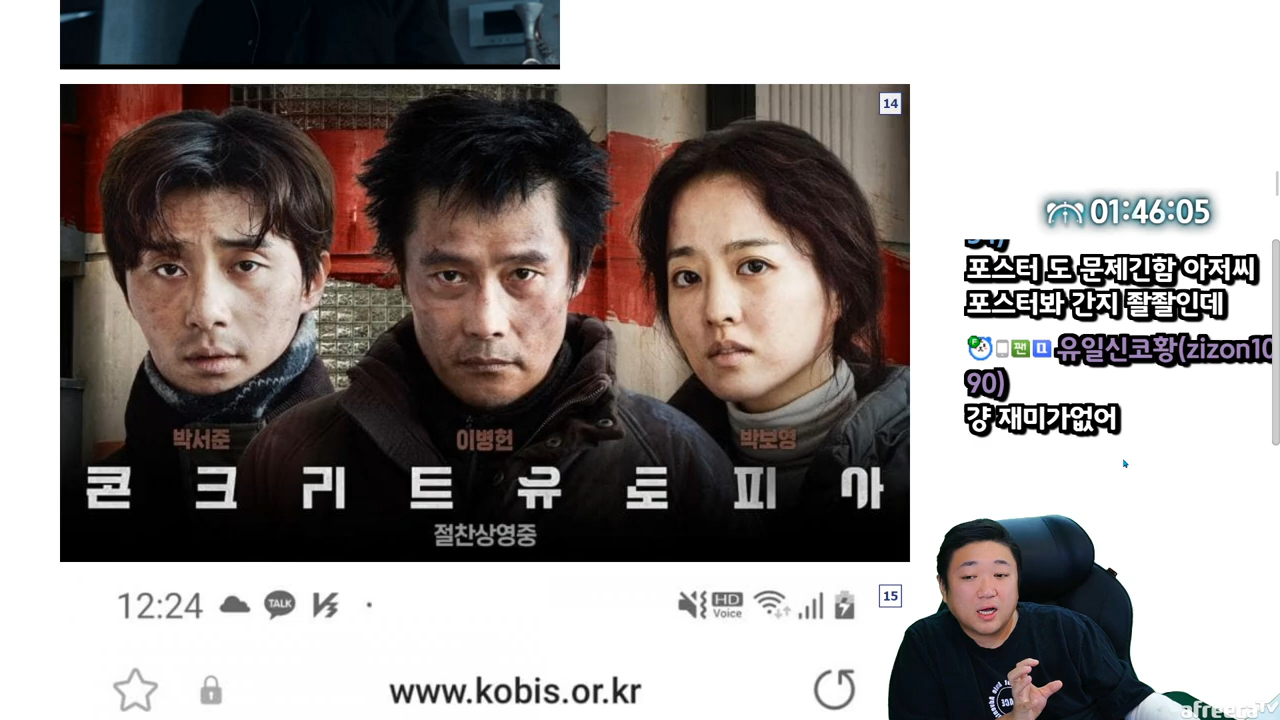 14
박서준
이병헌
박보영
콘크리트유토피아
절찬상영중
01:46:05
포스터 도 문제긴함 아저씨
포스터봐 간지 좔좔인데
유일신코황(zizon10
90)
걍 재미가없어
12:24
TALK
V3
HD
Voice
15
www.kobis.or.kr
afreecaTV